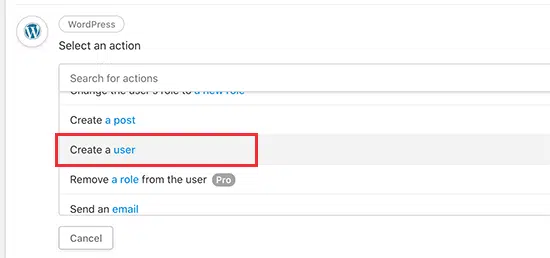 WordPress
Select an action
Search for actions
Change the user's role to a new role
Create a post
Create a user
Remove a role from the user Pro
Send an email
Cancel